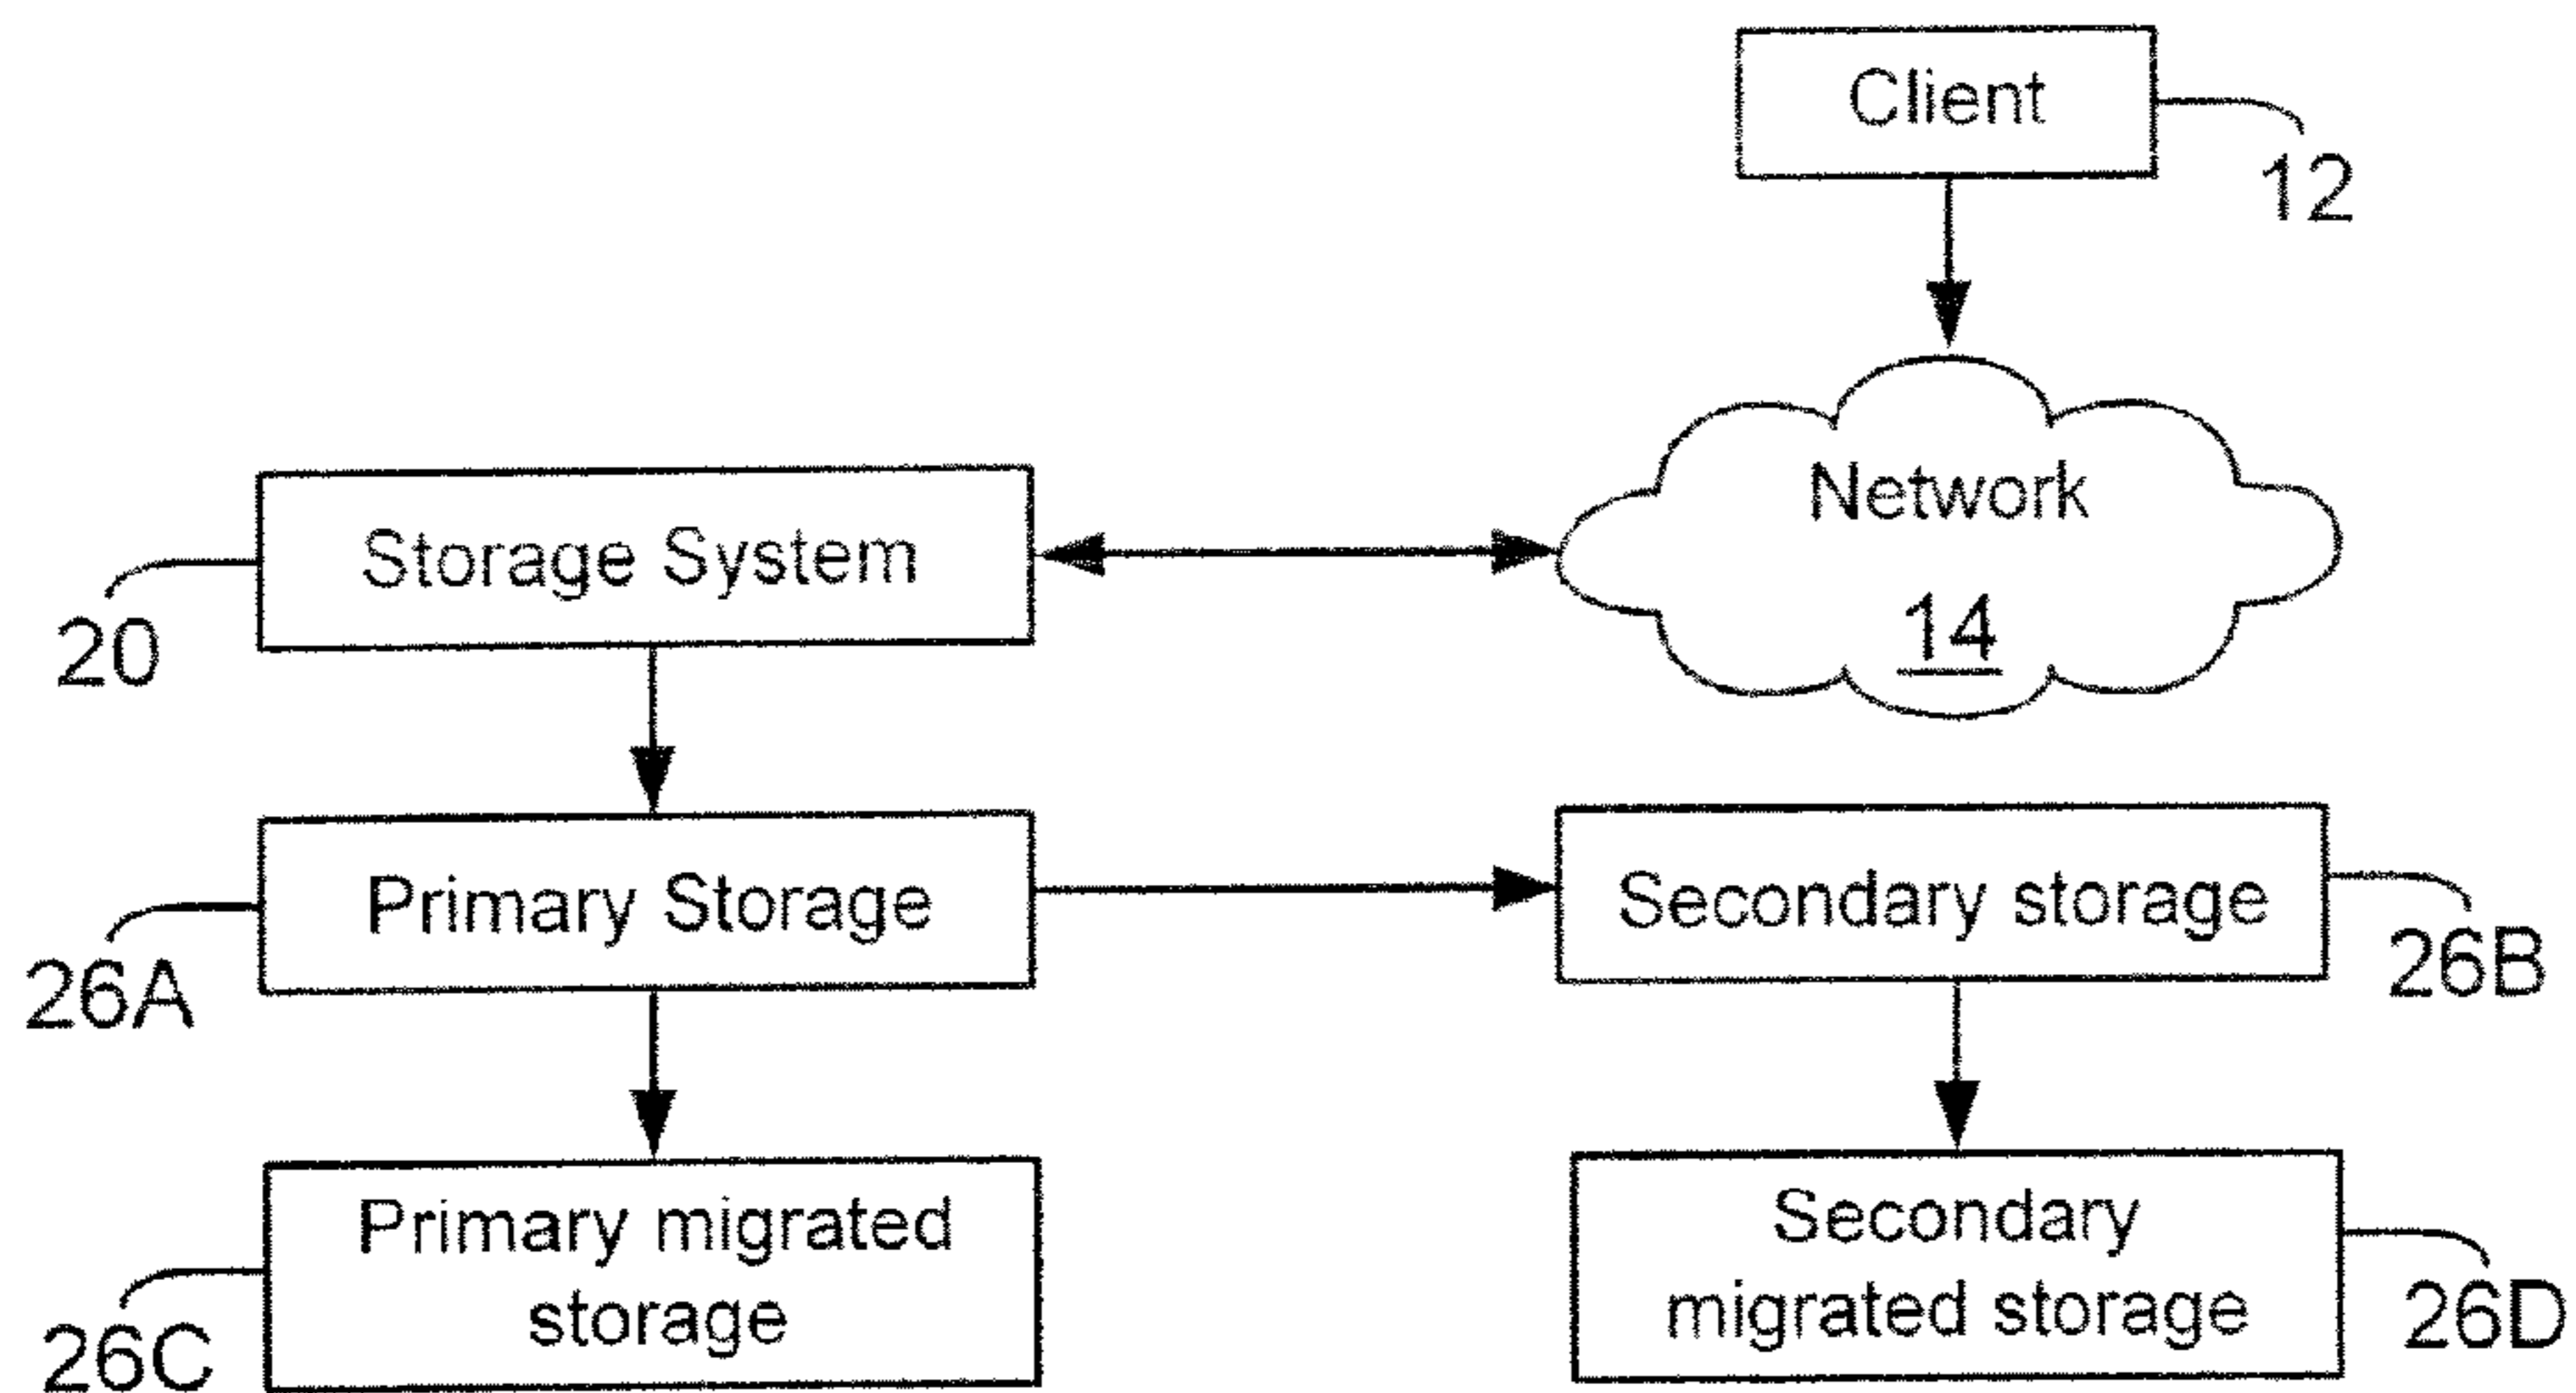 Client
12
Network
14
Storage System
20
Primary Storage
26A
Secondary storage
26B
Primary migrated
storage
26C
Secondary
migrated storage
26D